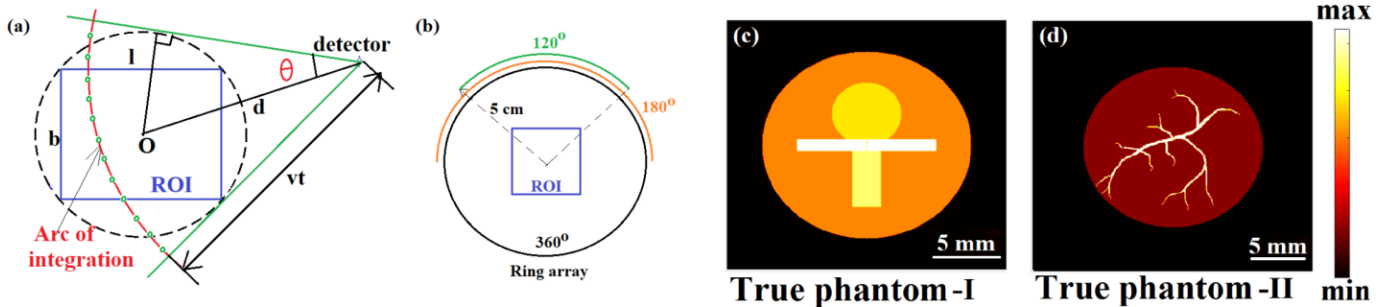 (a)
l
detector
θ
d
b
O
vt
ROI
Arc of
integration
(b)
120°
5 cm
180°
ROI
360°
Ring array
(c)
5 mm
True phantom-I
(d)
5 mm
True phantom-II
max
min